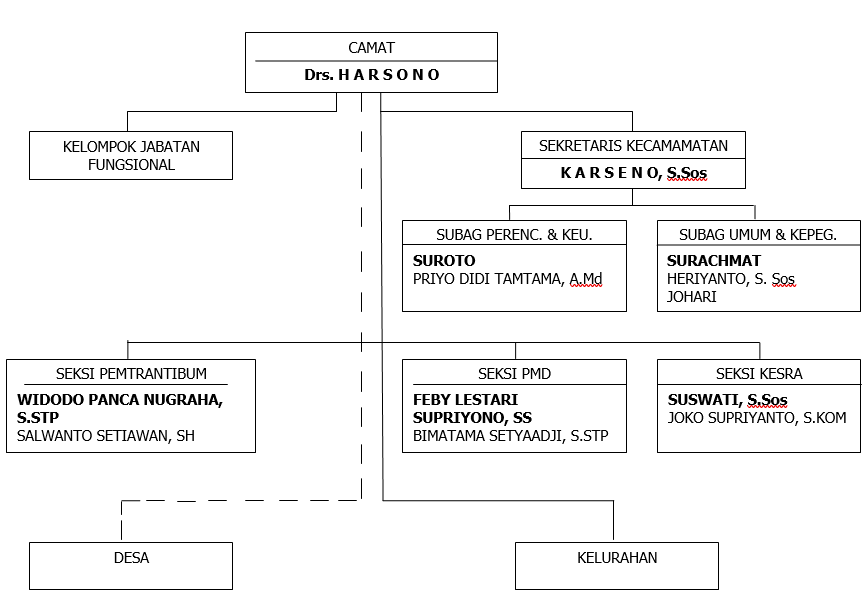 CAMAT
Drs. H A R S O N O
KELOMPOK JABATAN
FUNGSIONAL
SEKRETARIS KECAMAMATAN
K A R S E N O, S.Sos
SUBAG PERENC. & KEU.
SUROTO
PRIYO DIDI TAMTAMA, A.Md
SUBAG UMUM & KEPEG.
SURACHMAT
HERIYANTO, S. Sos
JOHARI
SEKSI PEMTRANTIBUM
WIDODO PANCA NUGRAHA,
S.STP
SALWANTO SETIAWAN, SH
SEKSI PMD
FEBY LESTARI
SUPRIYONO, SS
BIMATAMA SETYAADJI, S.STP
SEKSI KESRA
SUSWATI, S.Sos
JOKO SUPRIYANTO, S.KOM
DESA
KELURAHAN